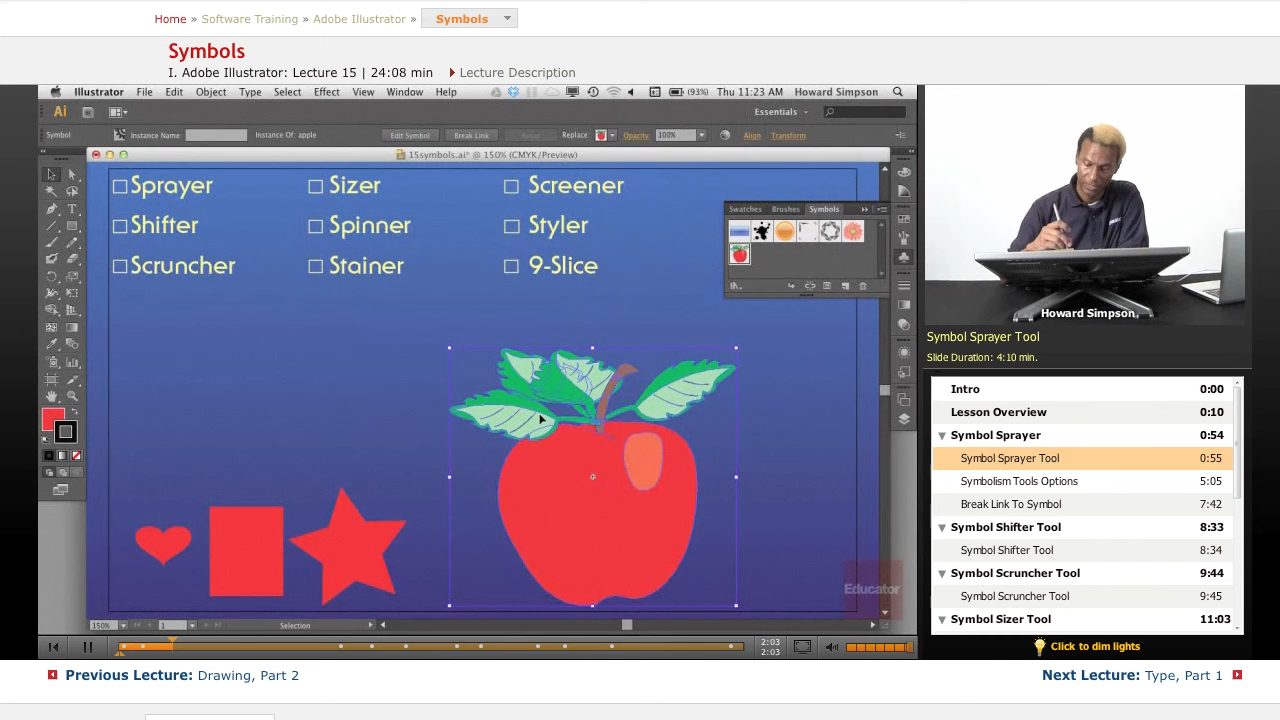 Home » Software Training » Adobe Illustrator » Symbols
Symbols
I. Adobe Illustrator: Lecture 15 | 24:08 min Lecture Description
Illustrator File Edit Object Type Select Effect View Window Help (93%) Thu 11:23 AM Howard Simpson
Ai Essentials
Symbol Instance Name: Instance Of: apple Edit Symbol Break Link Replace: Opacity: 100% Align Transform
15symbols.ai* @ 150% (CMYK/Preview)
Sprayer Sizer Screener
Shifter Spinner Styler
Scruncher Stainer 9-Slice
Swatches Brushes Symbols
Educator
150% 1 Selection
2:03
2:03
Howard Simpson
Symbol Sprayer Tool
Slide Duration: 4:10 min.
Intro 0:00
Lesson Overview 0:10
Symbol Sprayer 0:54
Symbol Sprayer Tool 0:55
Symbolism Tools Options 5:05
Break Link To Symbol 7:42
Symbol Shifter Tool 8:33
Symbol Shifter Tool 8:34
Symbol Scruncher Tool 9:44
Symbol Scruncher Tool 9:45
Symbol Sizer Tool 11:03
Click to dim lights
Previous Lecture: Drawing, Part 2
Next Lecture: Type, Part 1